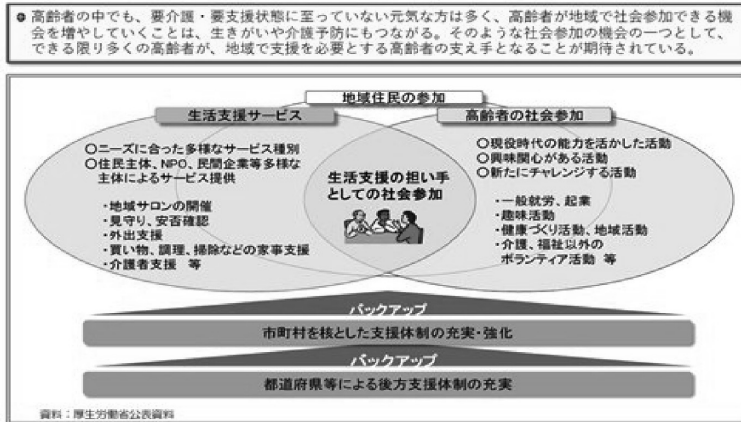 ● 高齢者の中でも、要介護・要支援状態に至っていない元気な方は多く、高齢者が地域で社会参加できる機
会を増やしていくことは、生きがいや介護予防にもつながる。そのような社会参加の機会の一つとして、
できる限り多くの高齢者が、地域で支援を必要とする高齢者の支え手となることが期待されている。
地域住民の参加
生活支援サービス
高齢者の社会参加
○ニーズに合った多様なサービス種別
○住民主体、NPO、民間企業等多様な
主体によるサービス提供
・地域サロンの開催
・見守り、安否確認
・外出支援
・買い物、調理、掃除などの家事支援
・介護者支援 等
生活支援の担い手
としての社会参加
○現役時代の能力を活かした活動
○興味関心がある活動
○新たにチャレンジする活動
・一般就労、起業
・趣味活動
・健康づくり活動、地域活動
・介護、福祉以外の
ボランティア活動 等
バックアップ
市町村を核とした支援体制の充実・強化
バックアップ
都道府県等による後方支援体制の充実
資料：厚生労働省公表資料